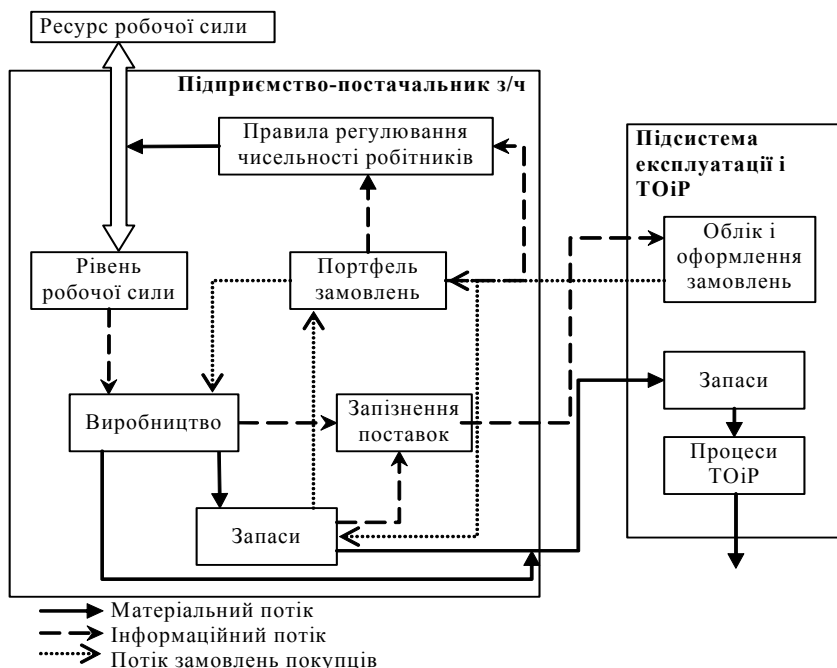 Ресурс робочої сили
Підприємство-постачальник з/ч
Правила регулювання
чисельності робітників
Підсистема
експлуатації і
ТОіР
Облік і
оформлення
замовлень
Рівень
робочої сили
Портфель
замовлень
Запаси
Виробництво
Запізнення
поставок
Процеси
ТОіР
Запаси
Матеріальний потік
Інформаційний потік
Потік замовлень покупців